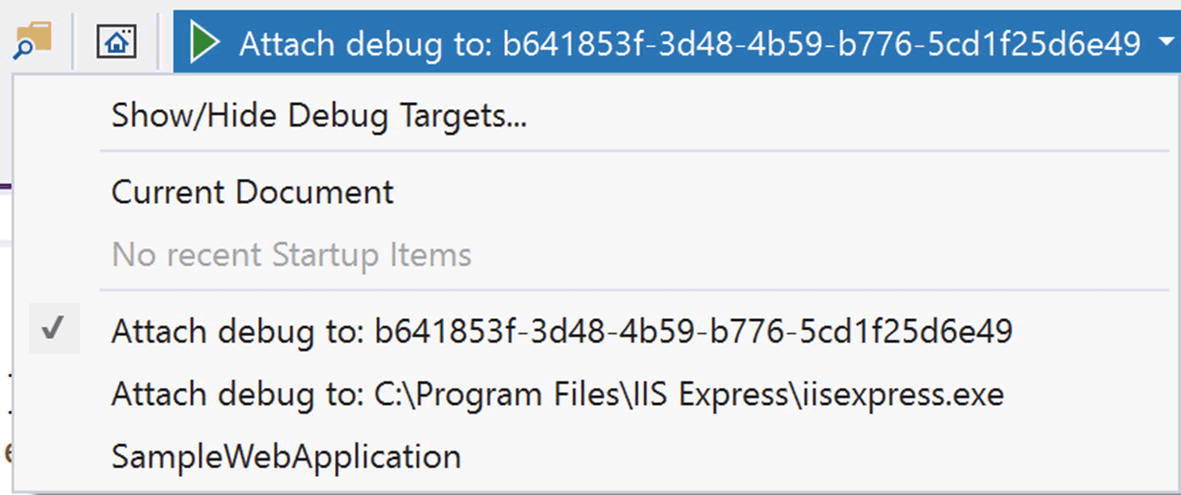 Attach debug to: b641853f-3d48-4b59-b776-5cd1f25d6e49
Show/Hide Debug Targets...
Current Document
No recent Startup Items
Attach debug to: b641853f-3d48-4b59-b776-5cd1f25d6e49
Attach debug to: C:\Program Files\IIS Express\iisexpress.exe
SampleWebApplication